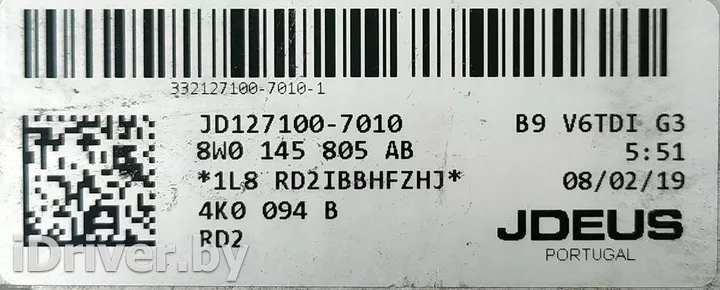 332127100-7010-1
JD127100-7010 B9 V6TDI G3
8W0 145 805 AB 5:51
*1L8 RD2IBBHFZHJ* 08/02/19
4K0 094 B
RD2
JDEUS
PORTUGAL
iDriver.by